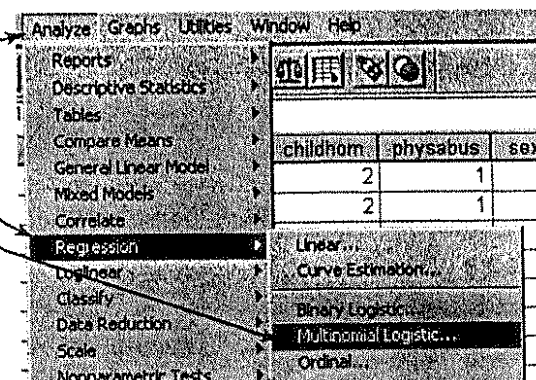 Analyze Graphs Utilities Window Help
Reports
Descriptive Statistics
Tables
Compare Means
General Linear Model
Mixed Models
Correlate
Regression
Loglinear
Classify
Data Reduction
Scale
Nonparametric Tests
childhom physabus sex
2 1
2 1
Linear...
Curve Estimation...
Binary Logistic...
Multinomial Logistic...
Ordinal...